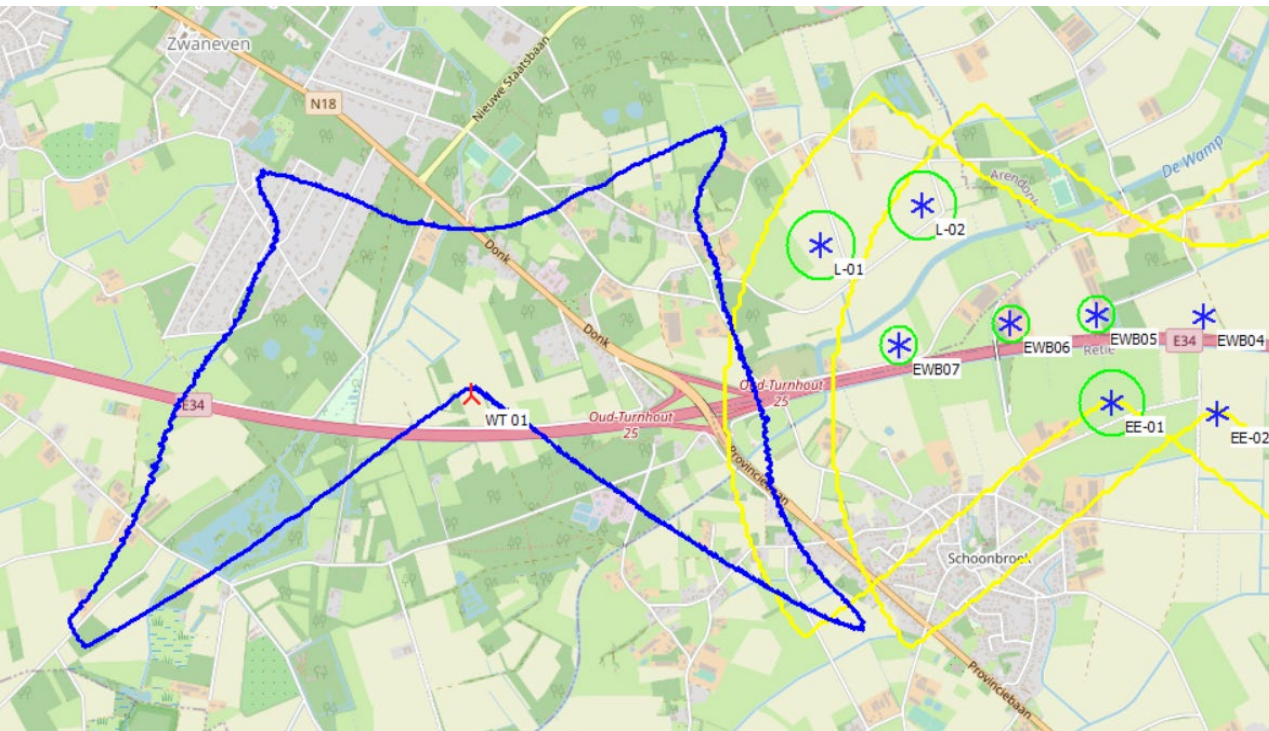 Zwaneven
N18
Nieuwe Staatsbaan
De Wamp
Arendonk
L-02
Donk
L-01
EWB06
EWB05
Retie
E34
EWB04
Donk
EWB07
Oud-Turnhout
25
E34
WT 01
Oud-Turnhout
25
EE-01
EE-02
Provinciebaan
Schoonbroek
Provinciebaan